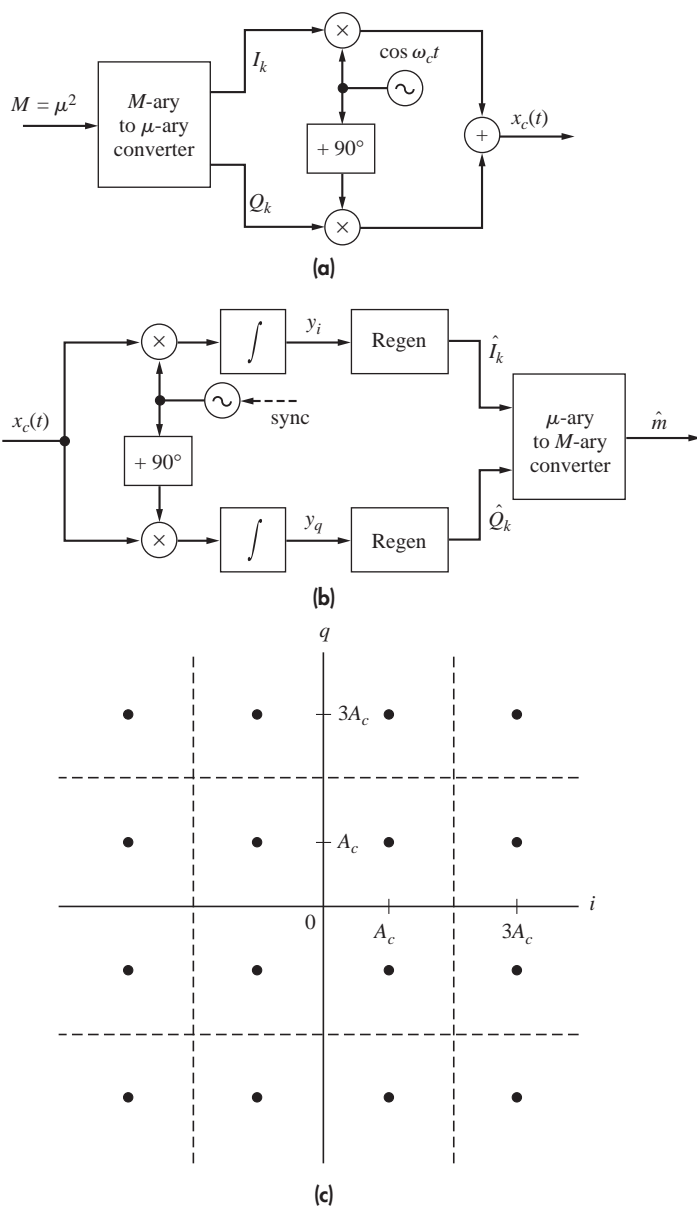 I_k
cos ω_c t
M = μ²
M-ary
to μ-ary
converter
x_c(t)
+
+ 90°
Q_k
×
×
(a)
y_i
×
∫
Regen
Î_k
x_c(t)
sync
μ-ary
to M-ary
converter
m̂
+ 90°
y_q
×
∫
Regen
Q̂_k
(b)
q
3A_c
A_c
0
A_c
3A_c
i
(c)